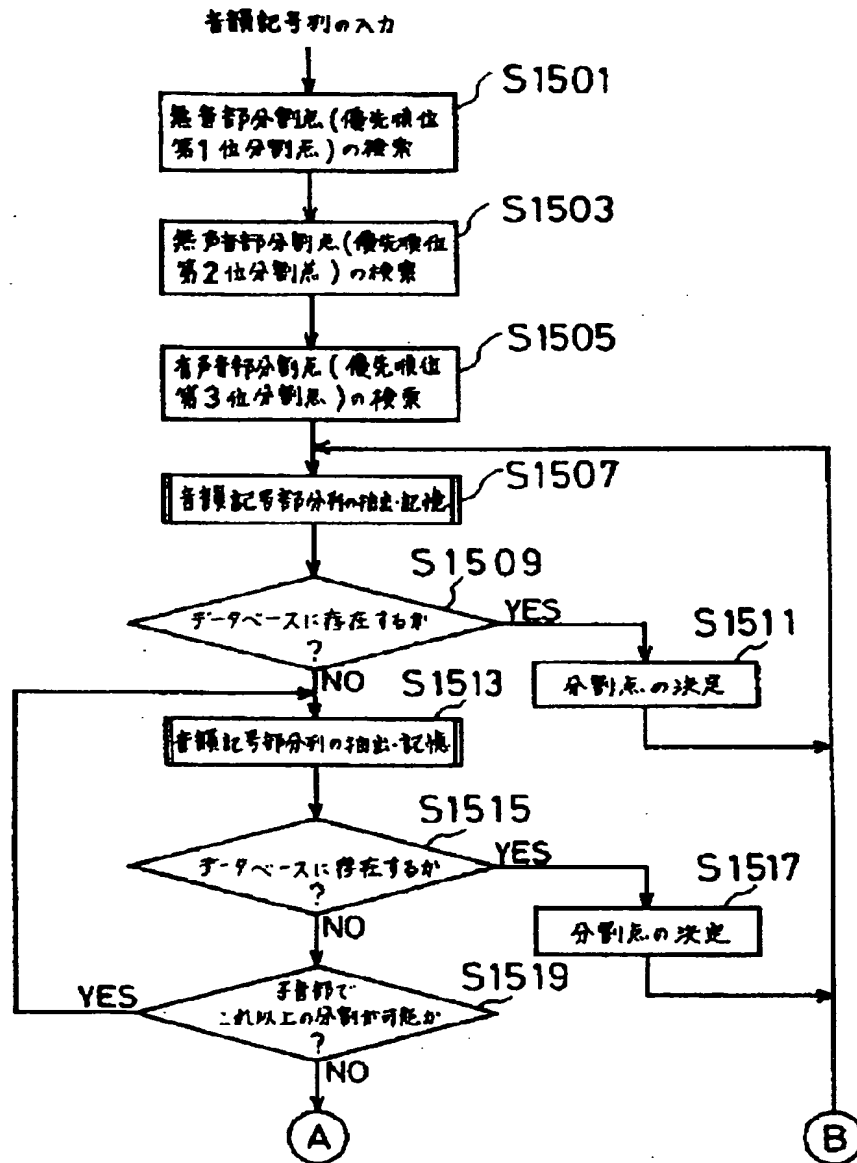 音韻記号列の入力
S1501
無音部分割点(優先順位
第1位分割点)の検索
S1503
無声音部分割点(優先順位
第2位分割点)の検索
S1505
有声音部分割点(優先順位
第3位分割点)の検索
S1507
音韻記号部分列の抽出・記憶
S1509
データベースに存在するか
?
YES
NO
S1511
分割点の決定
S1513
音韻記号部分列の抽出・記憶
S1515
データベースに存在するか
?
YES
NO
S1517
分割点の決定
S1519
子音部で
これ以上の分割が可能か
?
YES
NO
A
B